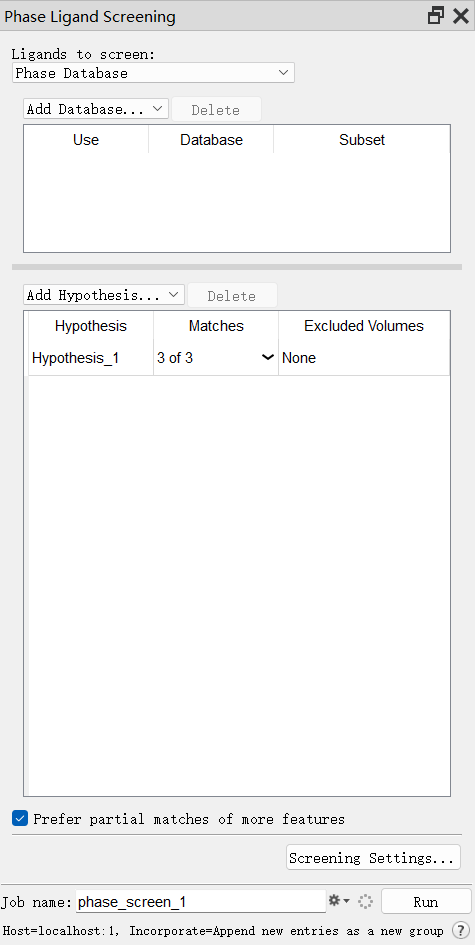 Phase Ligand Screening
Ligands to screen:
Phase Database
Add Database... Delete
Use Database Subset
Add Hypothesis... Delete
Hypothesis Matches Excluded Volumes
Hypothesis_1 3 of 3 None
Prefer partial matches of more features
Screening Settings...
Job name: phase_screen_1 Run
Host=localhost:1, Incorporate=Append new entries as a new group ?